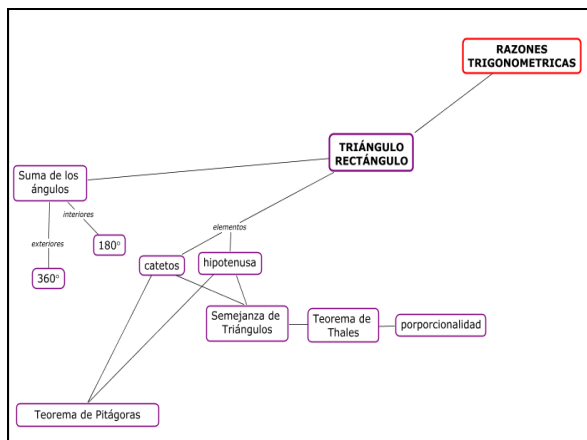 RAZONES
TRIGONOMETRICAS
TRIÁNGULO
RECTÁNGULO
Suma de los
ángulos
interiores
exteriores
180°
360°
elementos
catetos
hipotenusa
Semejanza de
Triángulos
Teorema de
Thales
porporcionalidad
Teorema de Pitágoras